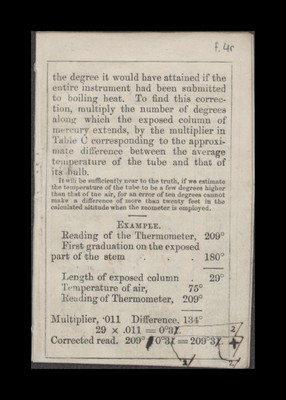 f. 4r
the degree it would have attained if the
entire instrument had been submitted
to boiling heat. To find this correc-
tion, multiply the number of degrees
along which the exposed column of
mercury extends, by the multiplier in
Table C corresponding to the approxi-
mate difference between the average
temperature of the tube and that of
its bulb.
It will be sufficiently near to the truth, if we estimate
the temperature of the tube to be a few degrees higher
than that of the air, for an error of ten degrees cannot
make a difference of more than twenty feet in the
calculated altitude when the zeometer is employed.
EXAMPLE.
Reading of the Thermometer, 209°
First graduation on the exposed
part of the stem . . . 180°
Length of exposed column . 29°
Temperature of air, 75°
Reading of Thermometer, 209°
Multiplier, ·011 Difference, 134°
29 × .011 = 0°3
Corrected read. 209° 0°3 = 209°3